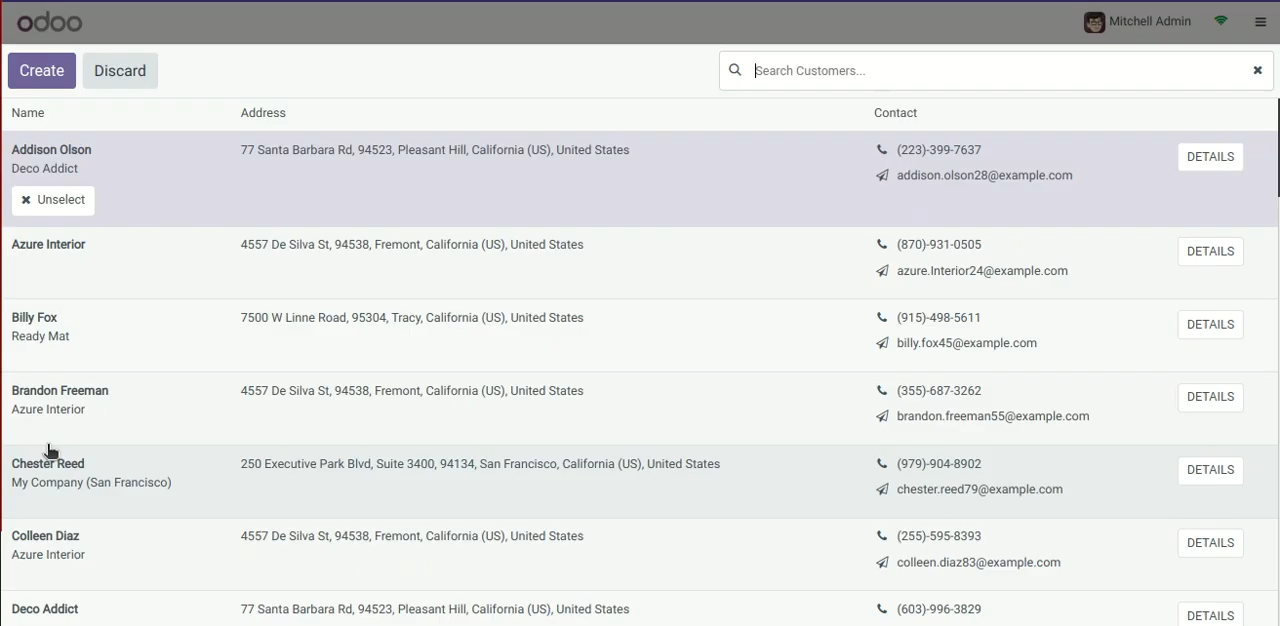 odoo
Mitchell Admin
Create
Discard
Search Customers...
Name
Address
Contact
Addison Olson
Deco Addict
Unselect
77 Santa Barbara Rd, 94523, Pleasant Hill, California (US), United States
(223)-399-7637
addison.olson28@example.com
DETAILS
Azure Interior
4557 De Silva St, 94538, Fremont, California (US), United States
(870)-931-0505
azure.Interior24@example.com
DETAILS
Billy Fox
Ready Mat
7500 W Linne Road, 95304, Tracy, California (US), United States
(915)-498-5611
billy.fox45@example.com
DETAILS
Brandon Freeman
Azure Interior
4557 De Silva St, 94538, Fremont, California (US), United States
(355)-687-3262
brandon.freeman55@example.com
DETAILS
Chester Reed
My Company (San Francisco)
250 Executive Park Blvd, Suite 3400, 94134, San Francisco, California (US), United States
(979)-904-8902
chester.reed79@example.com
DETAILS
Colleen Diaz
Azure Interior
4557 De Silva St, 94538, Fremont, California (US), United States
(255)-595-8393
colleen.diaz83@example.com
DETAILS
Deco Addict
77 Santa Barbara Rd, 94523, Pleasant Hill, California (US), United States
(603)-996-3829
DETAILS